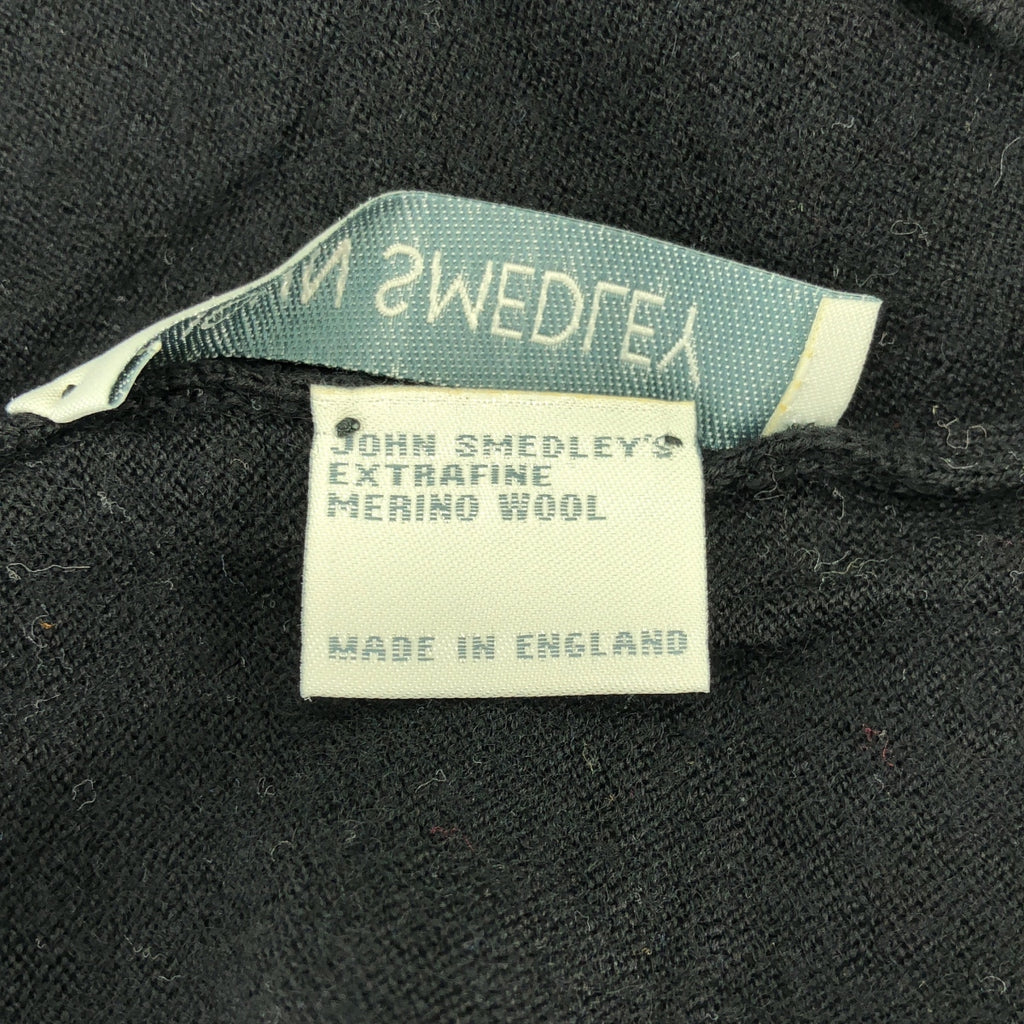 SMEDLEY
JOHN SMEDLEY'S
EXTRAFINE
MERINO WOOL
MADE IN ENGLAND